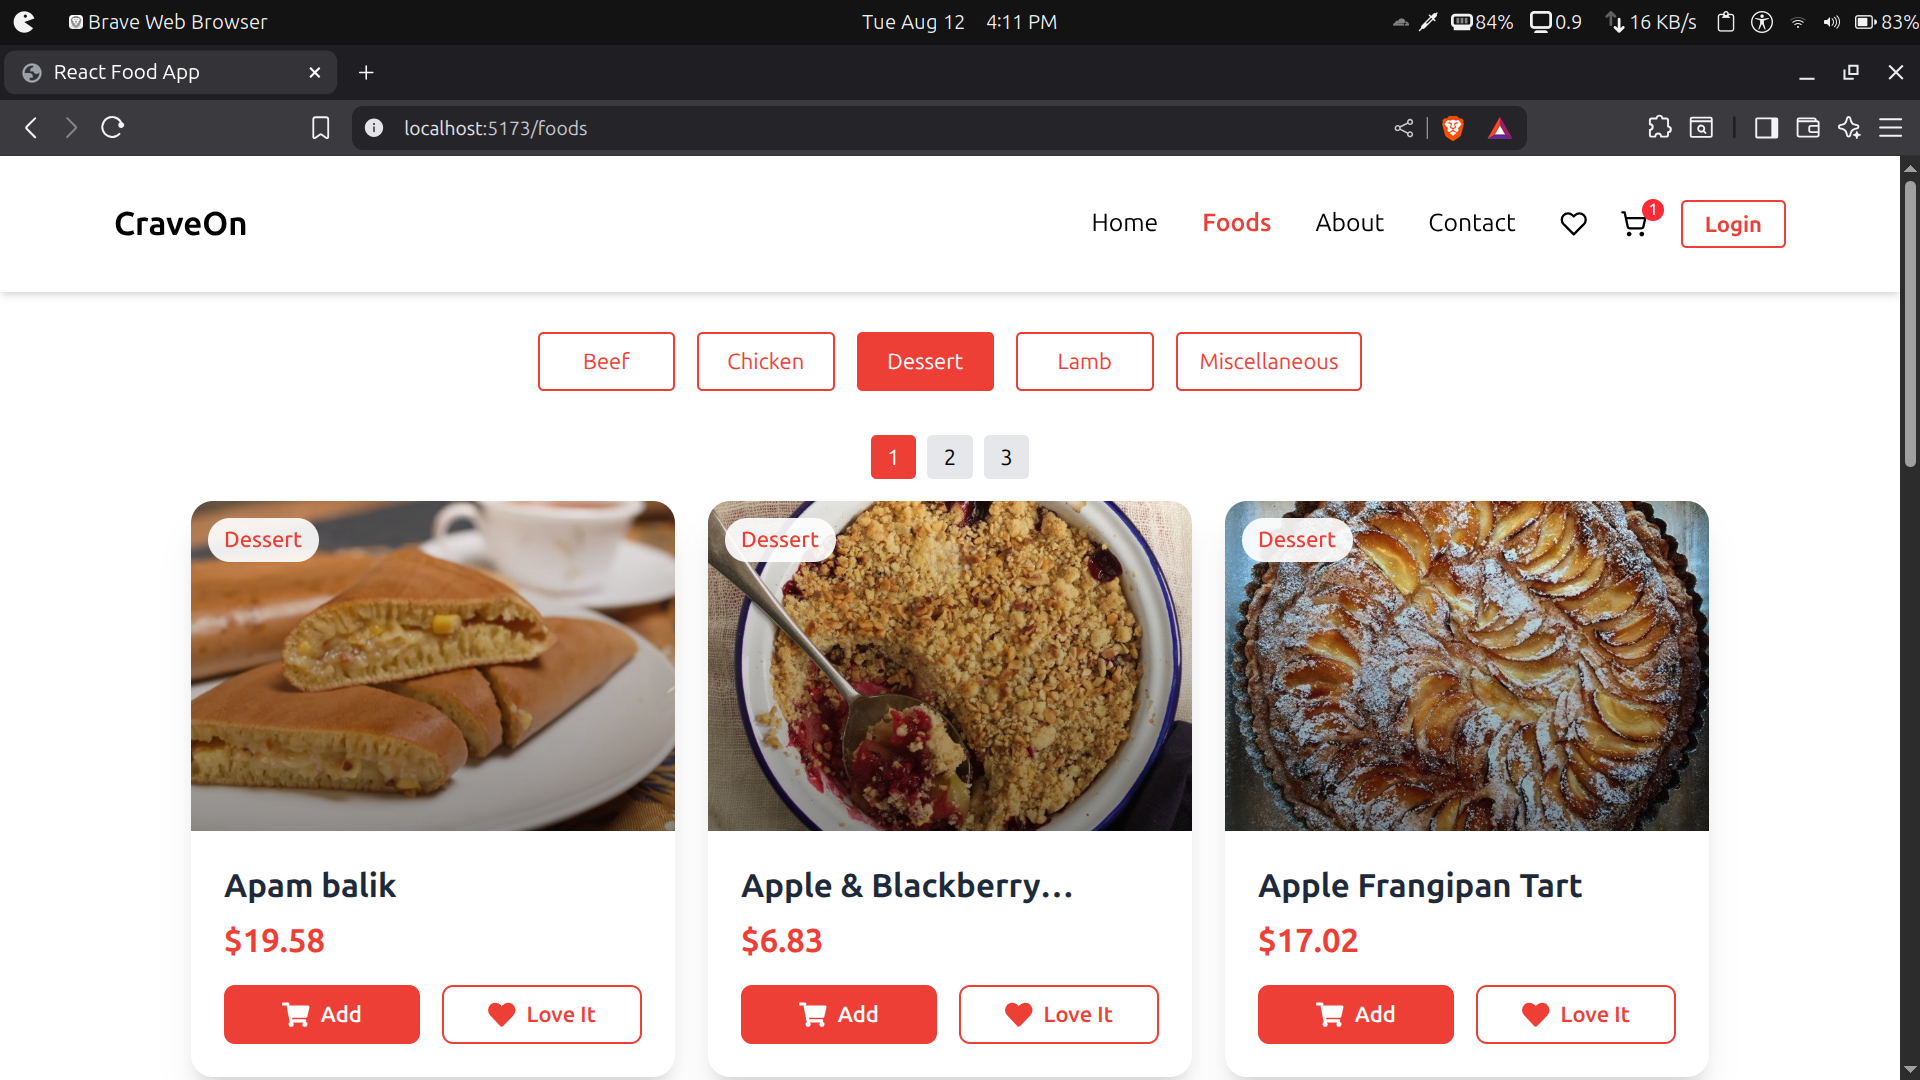 Brave Web Browser
Tue Aug 12 4:11 PM
84% 0.9 16 KB/s 83%
React Food App
localhost:5173/foods
CraveOn
Home Foods About Contact 1 Login
Beef Chicken Dessert Lamb Miscellaneous
1 2 3
Dessert
Dessert
Dessert
Apam balik
$19.58
Add Love It
Apple & Blackberry...
$6.83
Add Love It
Apple Frangipan Tart
$17.02
Add Love It